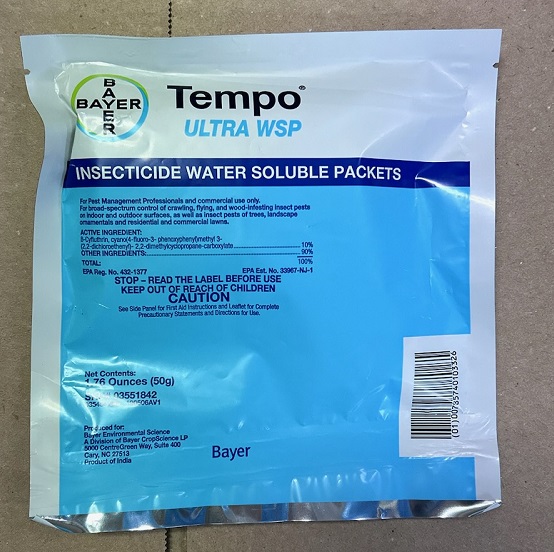 BAYER
BAYER
Tempo®
ULTRA WSP
INSECTICIDE WATER SOLUBLE PACKETS
For Pest Management Professionals and commercial use only.
For broad-spectrum control of crawling, flying, and wood-infesting insect pests
on indoor and outdoor surfaces, as well as insect pests of trees, landscape
ornamentals and residential and commercial lawns.
ACTIVE INGREDIENT:
ß-Cyfluthrin, cyano(4-fluoro-3- phenoxyphenyl)methyl 3-
(2,2-dichloroethenyl)- 2,2-dimethylcyclopropane-carboxylate 10%
OTHER INGREDIENTS: 90%
TOTAL: 100%
EPA Reg. No. 432-1377 EPA Est. No. 33967-NJ-1
STOP – READ THE LABEL BEFORE USE
KEEP OUT OF REACH OF CHILDREN
CAUTION
See Side Panel for First Aid Instructions and Leaflet for Complete
Precautionary Statements and Directions for Use.
Net Contents:
1.76 Ounces (50g)
03551842
Produced for:
Bayer Environmental Science
A Division of Bayer CropScience LP
5000 CentreGreen Way, Suite 400
Cary, NC 27513
Product of India
Bayer
(01)00735740103326